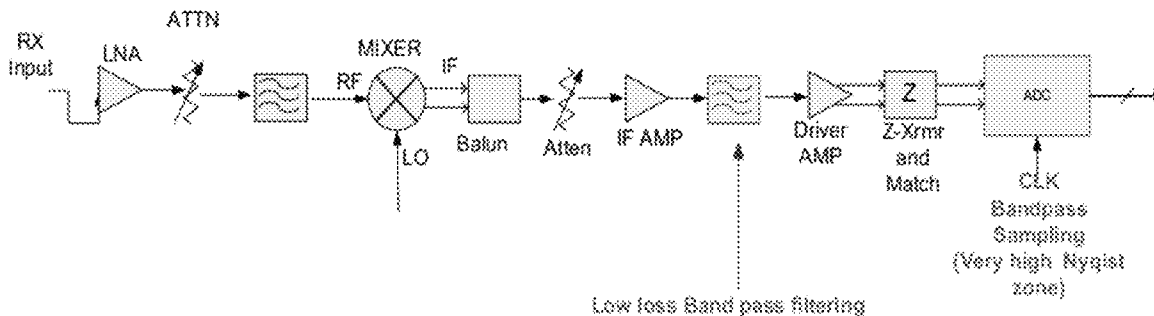 ATTN
RX
input
LNA
MIXER
RF
IF
LO
Balun
Atten
IF AMP
Driver
AMP
Z
Z-Xrmr
and
Match
ADC
CLK
Bandpass
Sampling
(Very high Nyqist
zone)
Low loss Band pass filtering